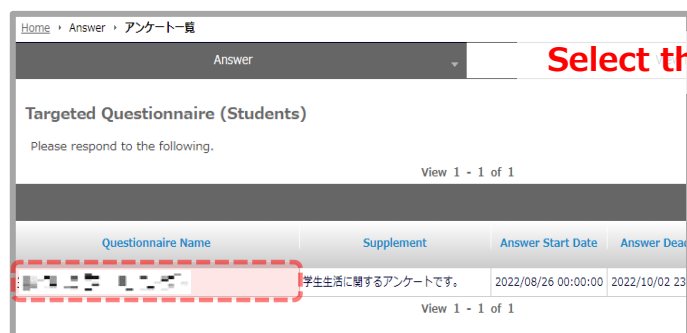 Home › Answer › アンケート一覧
Answer
Select th
Targeted Questionnaire (Students)
Please respond to the following.
View 1 - 1 of 1
Questionnaire Name Supplement Answer Start Date Answer Dead
学生生活に関するアンケートです。 2022/08/26 00:00:00 2022/10/02 23
View 1 - 1 of 1